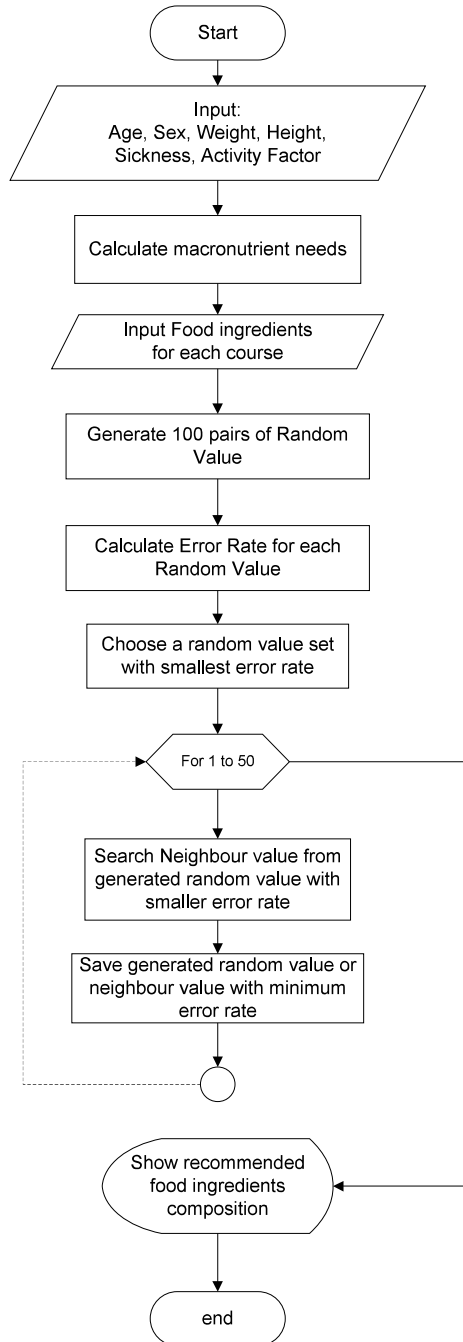 Start
Input:
Age, Sex, Weight, Height,
Sickness, Activity Factor
Calculate macronutrient needs
Input Food ingredients
for each course
Generate 100 pairs of Random
Value
Calculate Error Rate for each
Random Value
Choose a random value set
with smallest error rate
For 1 to 50
Search Neighbour value from
generated random value with
smaller error rate
Save generated random value or
neighbour value with minimum
error rate
Show recommended
food ingredients
composition
end